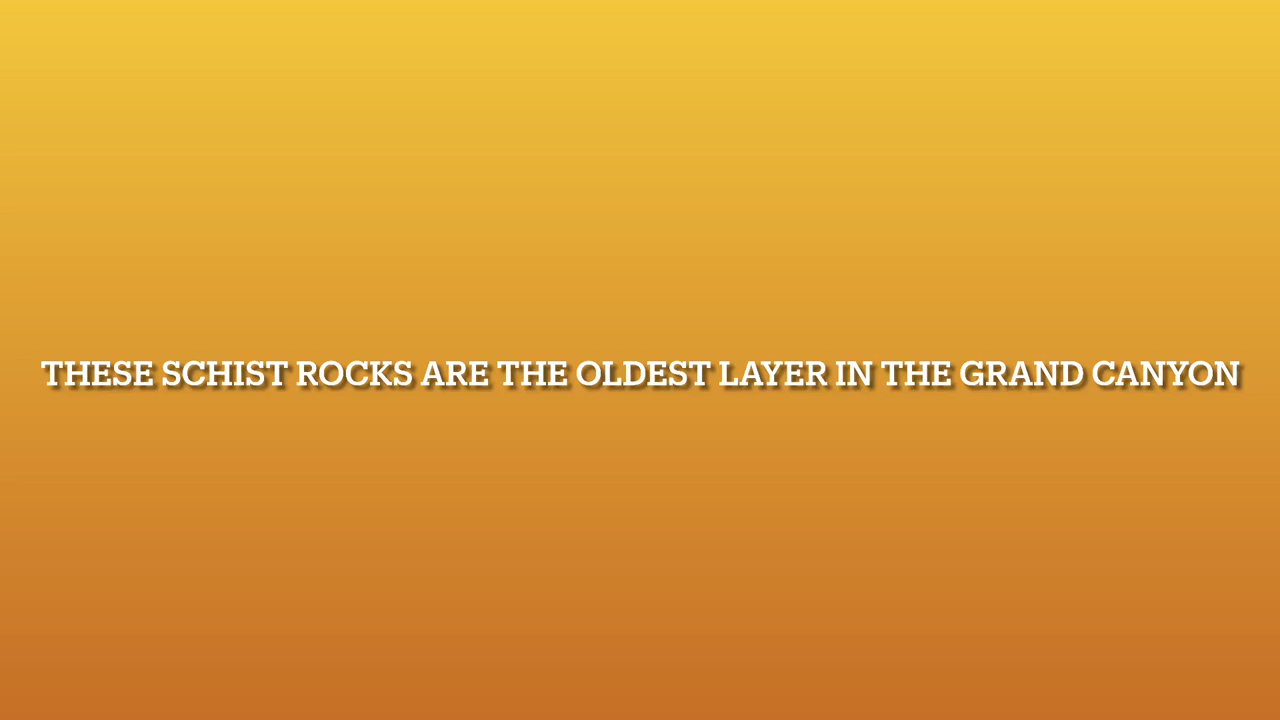 THESE SCHIST ROCKS ARE THE OLDEST LAYER IN THE GRAND CANYON